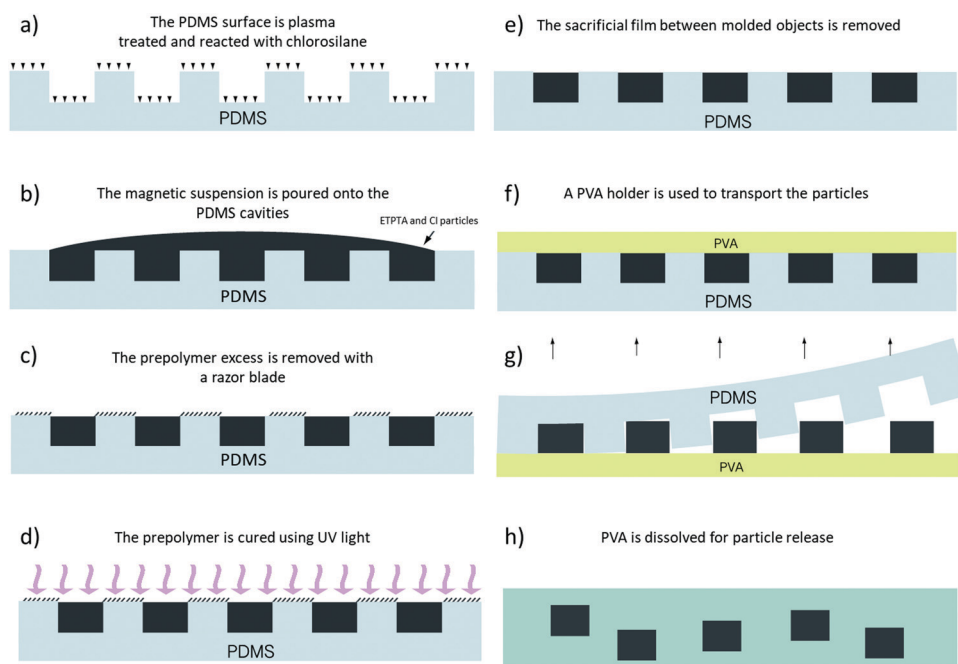 a)
The PDMS surface is plasma
treated and reacted with chlorosilane
PDMS
b)
The magnetic suspension is poured onto the
PDMS cavities
ETPTA and CI particles
PDMS
c)
The prepolymer excess is removed with
a razor blade
PDMS
d)
The prepolymer is cured using UV light
PDMS
e)
The sacrificial film between molded objects is removed
PDMS
f)
A PVA holder is used to transport the particles
PVA
PDMS
g)
PDMS
PVA
h)
PVA is dissolved for particle release